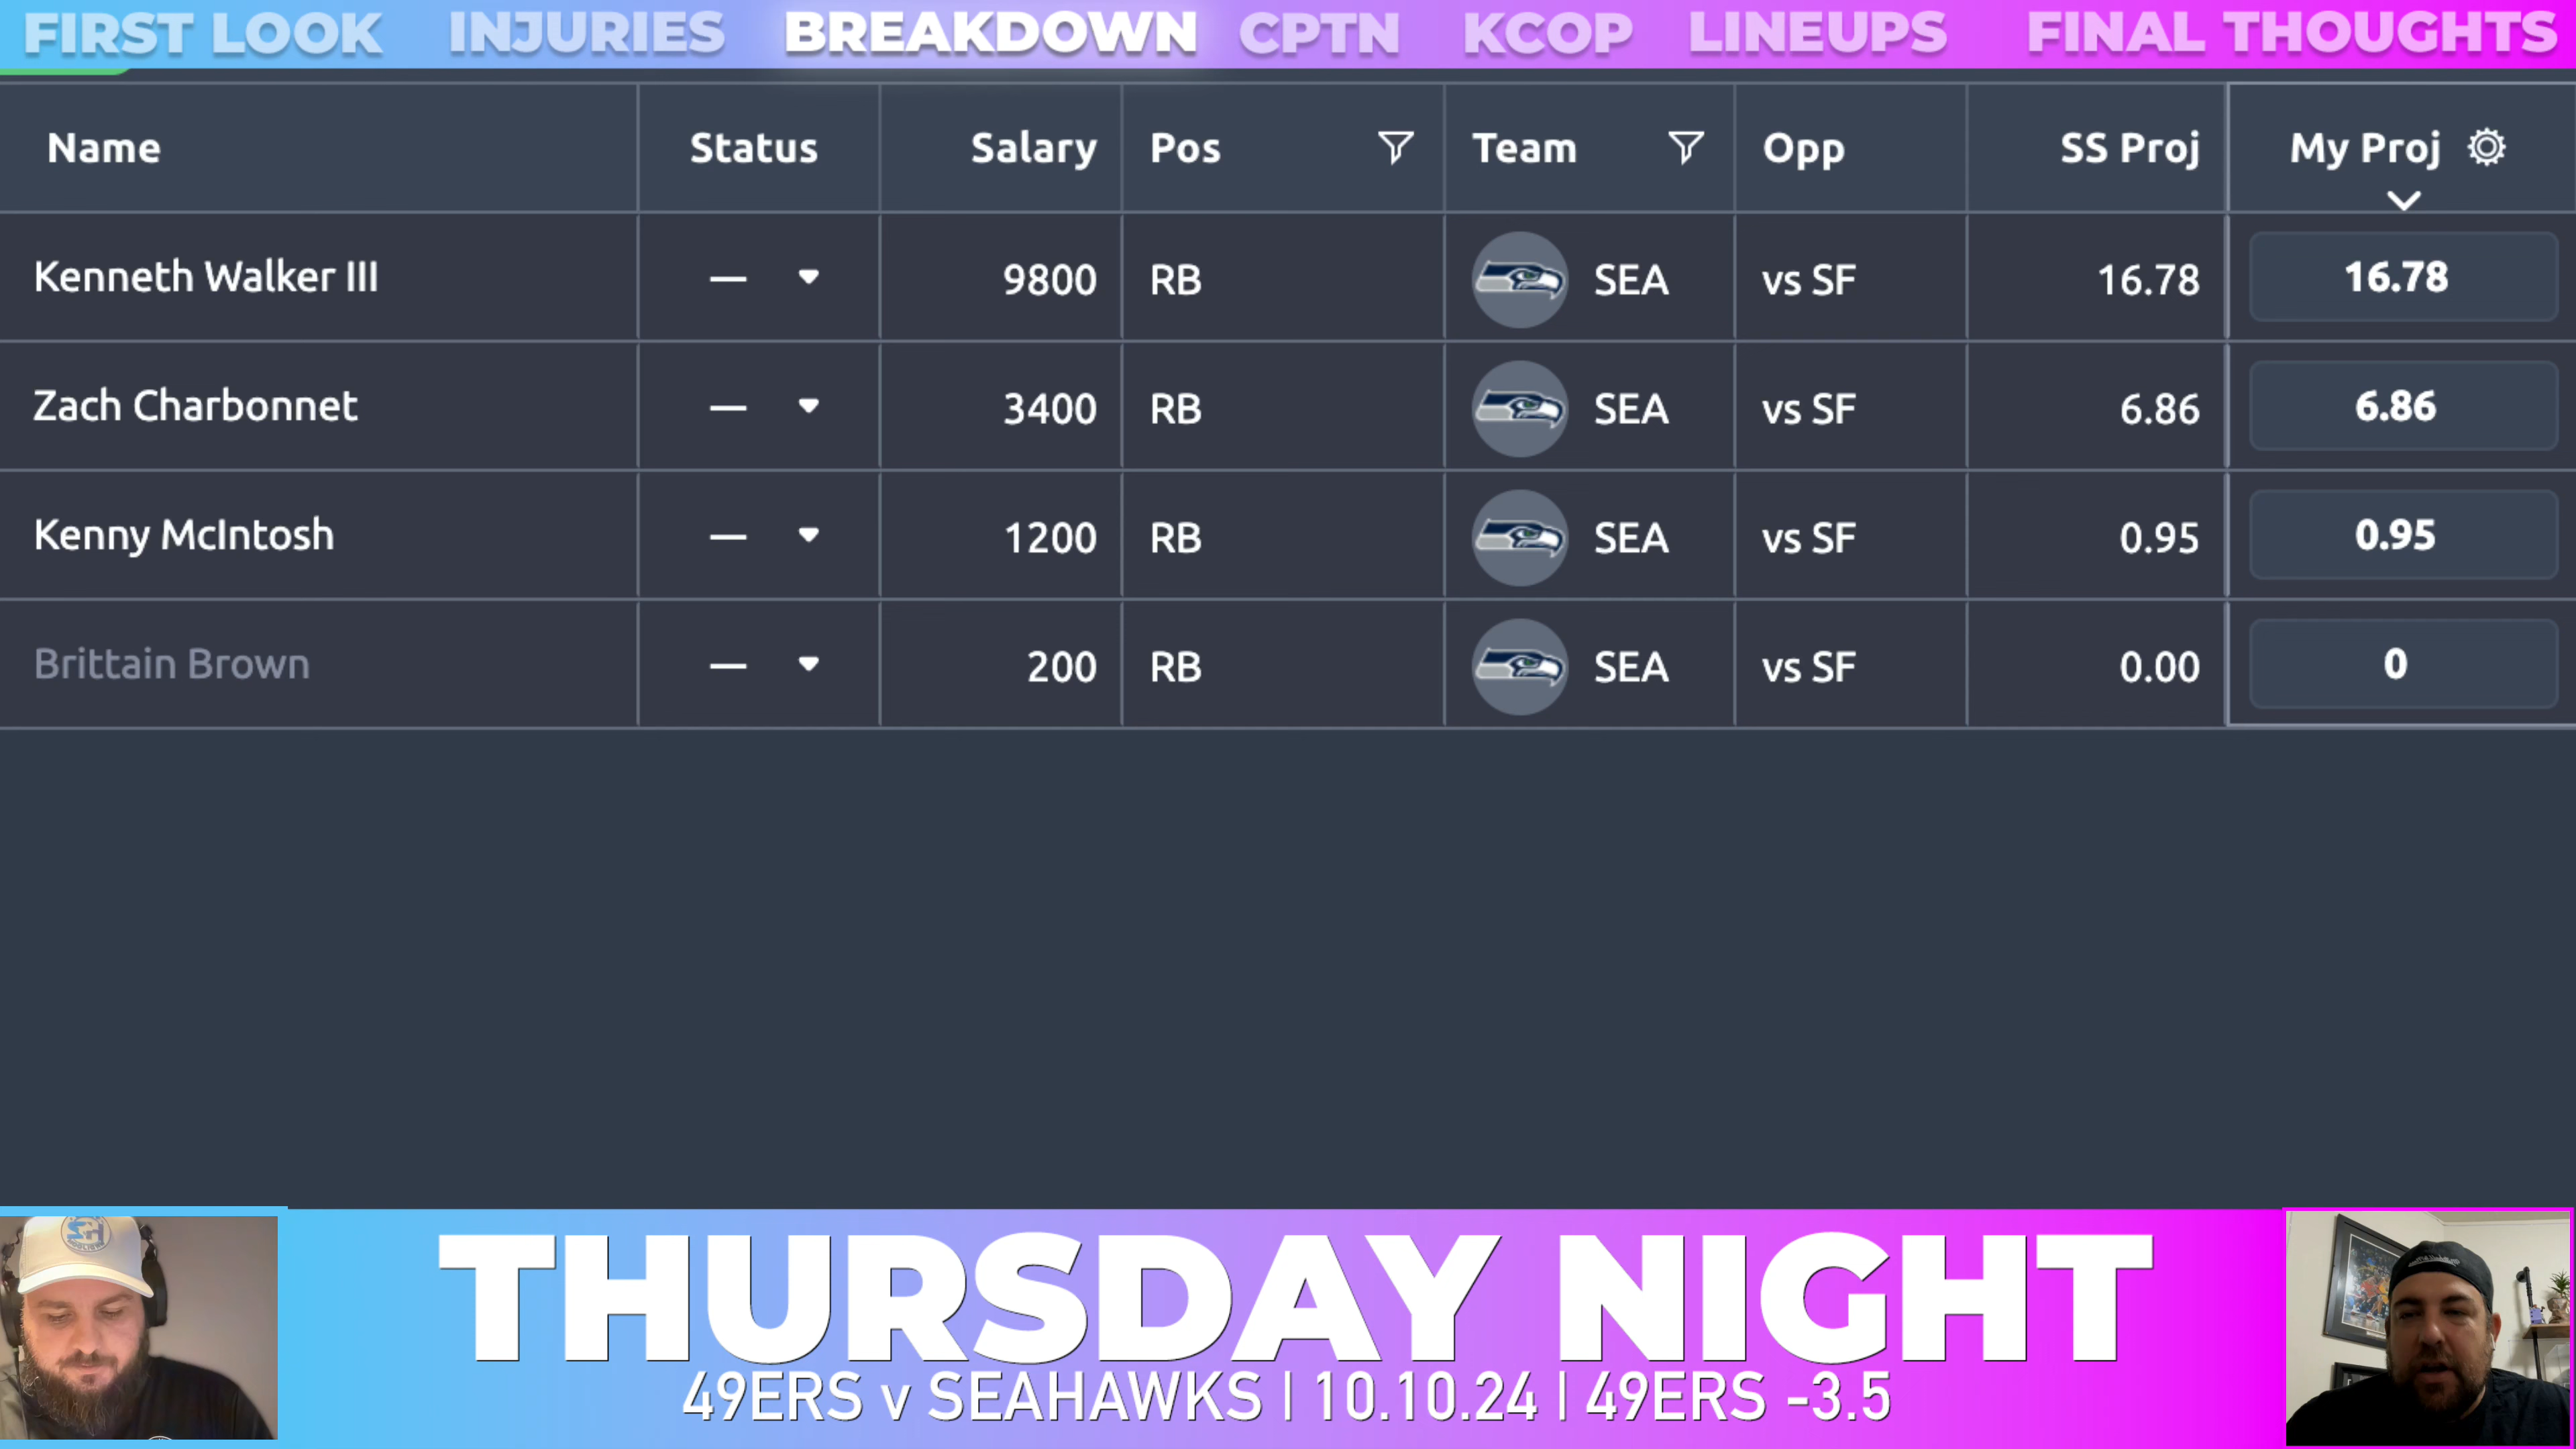 FIRST LOOK INJURIES BREAKDOWN CPTN KCOP LINEUPS FINAL THOUGHTS
Name Status Salary Pos Team Opp SS Proj My Proj
Kenneth Walker III — 9800 RB SEA vs SF 16.78 16.78
Zach Charbonnet — 3400 RB SEA vs SF 6.86 6.86
Kenny McIntosh — 1200 RB SEA vs SF 0.95 0.95
Brittain Brown — 200 RB SEA vs SF 0.00 0
THURSDAY NIGHT
49ERS v SEAHAWKS | 10.10.24 | 49ERS -3.5